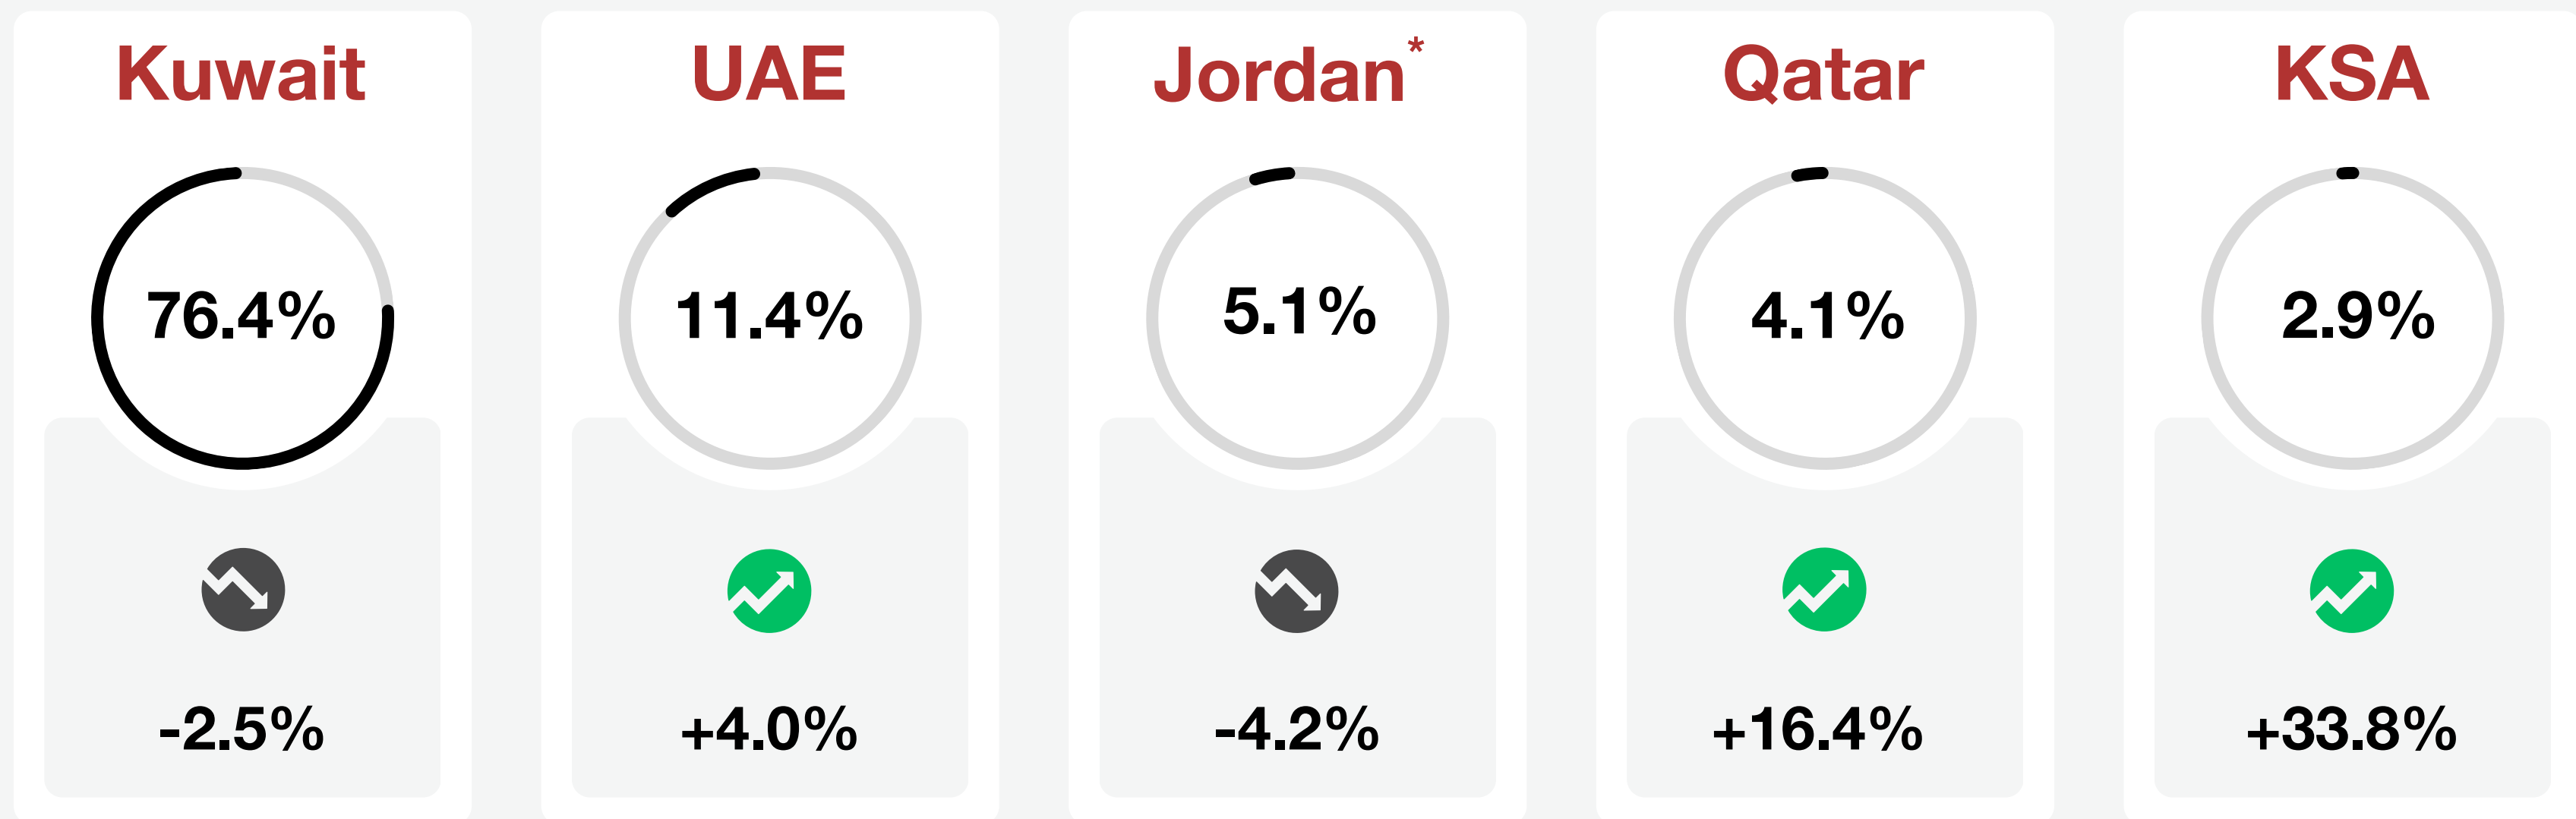 Kuwait
76.4%
-2.5%
UAE
11.4%
+4.0%
Jordan*
5.1%
-4.2%
Qatar
4.1%
+16.4%
KSA
2.9%
+33.8%